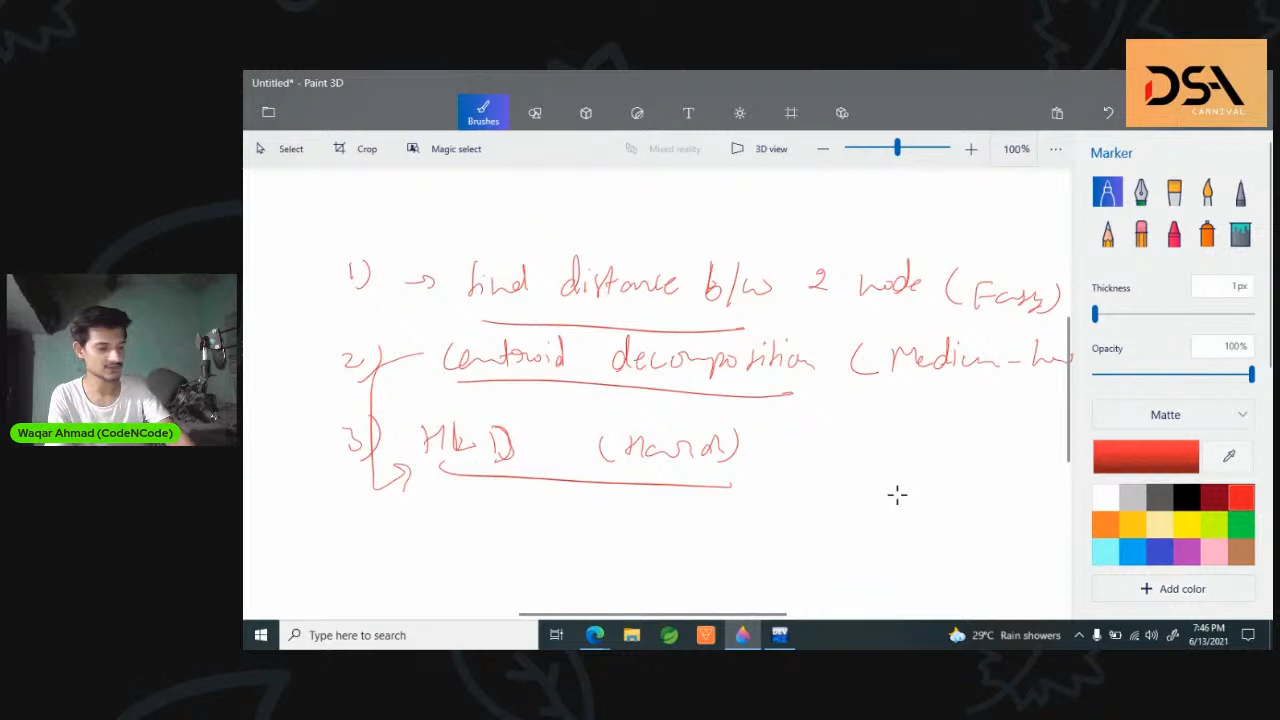 DSA
CARNIVAL
Untitled* - Paint 3D
Brushes
Select Crop Magic select Mixed reality 3D view 100% ...
Marker
Thickness 1px
Opacity 100%
Matte
Add color
1) → find distance b/w 2 node (Easy)
2) centroid decomposition (Medium-
3) HLD (Hard)
Waqar Ahmad (CodeNCode)
Type here to search
DEV
29°C Rain showers
7:46 PM
6/13/2021